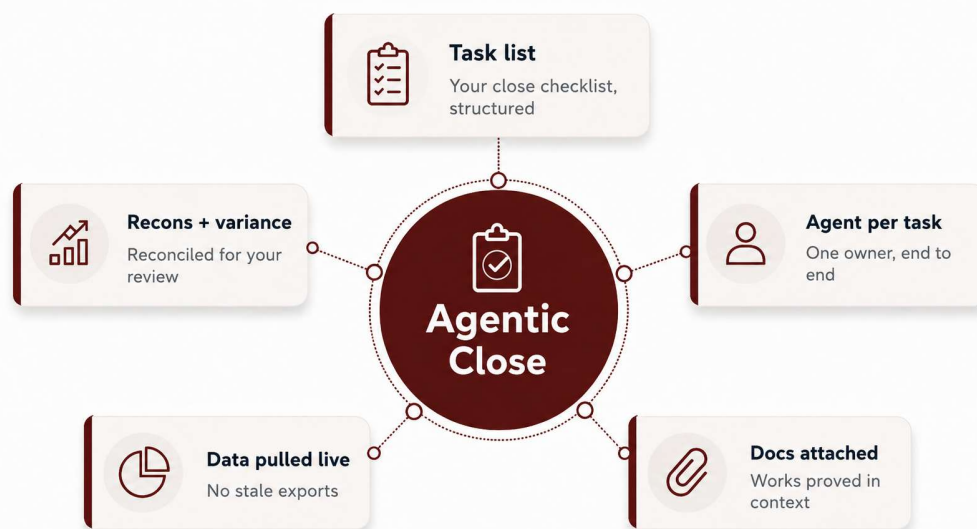 Task list
Your close checklist,
structured
Recons + variance
Reconciled for your
review
Agent per task
One owner, end to
end
Agentic
Close
Data pulled live
No stale exports
Docs attached
Works proved in
context